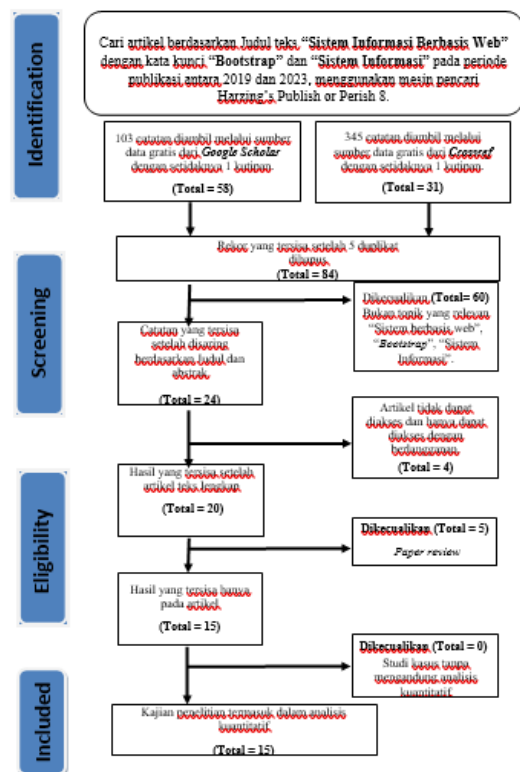 Identification
Cari artikel berdasarkan Judul teks “Sistem Informasi Berbasis Web”
dengan kata kunci “Bootstrap” dan “Sistem Informasi” pada periode
publikasi antara 2019 dan 2023, menggunakan mesin pencari
Harzing’s Publish or Perish 8.
103 catatan diambil melalui sumber
data gratis dari Google Scholar
dengan setidaknya 1 kutipan.
(Total = 58)
345 catatan diambil melalui
sumber data gratis dari
dengan setidaknya 1 kutipan.
(Total = 31)
Screening
Rekor yang tersisa setelah 5 duplikat
dihapus.
(Total = 84)
Dikecualikan (Total= 60)
Bukan topik yang relevan
“Sistem berbasis web”,
“Bootstrap”, “Sistem
Informasi”.
Catatan yang tersisa
setelah disaring
berdasarkan Judul dan
abstrak.
(Total = 24)
Artikel tidak dapat
diakses dan hanya dapat
diakses dengan
berlangganan.
(Total = 4)
Eligibility
Hasil yang tersisa setelah
artikel teks lengkap.
(Total = 20)
Dikecualikan (Total = 5)
Paper review
Hasil yang tersisa hanya
pada artikel.
(Total = 15)
Dikecualikan (Total = 0)
Studi kasus tanpa
mengandung analisis
kuantitatif.
Included
Kajian penelitian termasuk dalam analisis
kuantitatif.
(Total = 15)